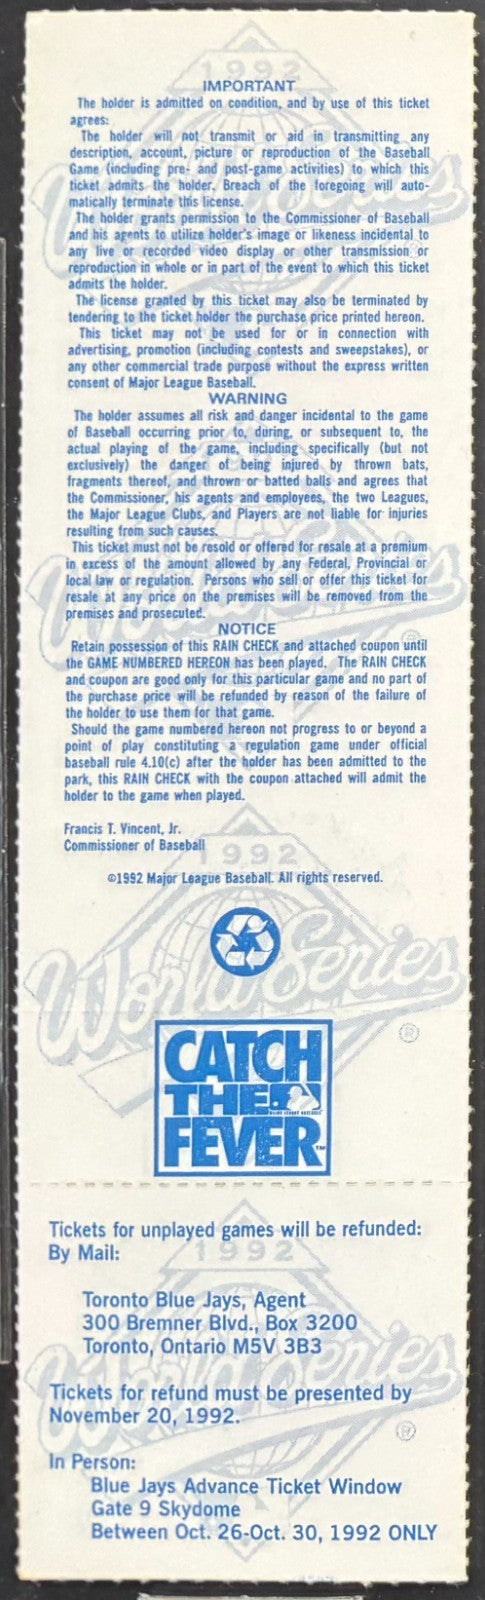 1992
IMPORTANT
The holder is admitted on condition, and by use of this ticket
agrees:
The holder will not transmit or aid in transmitting any
description, account, picture or reproduction of the Baseball
Game (including pre- and post-game activities) to which this
ticket admits the holder. Breach of the foregoing will auto-
matically terminate this license.
The holder grants permission to the Commissioner of Baseball
and his agents to utilize holder's image or likeness incidental to
any live or recorded video display or other transmission or
reproduction in whole or in part of the event to which this ticket
admits the holder.
The license granted by this ticket may also be terminated by
tendering to the ticket holder the purchase price printed hereon.
This ticket may not be used for or in connection with
advertising, promotion (including contests and sweepstakes), or
any other commercial trade purpose without the express written
consent of Major League Baseball.
WARNING
The holder assumes all risk and danger incidental to the game
of Baseball occurring prior to, during, or subsequent to, the
actual playing of the game, including specifically (but not
exclusively) the danger of being injured by thrown bats,
fragments thereof, and thrown or batted balls and agrees that
the Commissioner, his agents and employees, the two Leagues,
the Major League Clubs, and Players are not liable for injuries
resulting from such causes.
This ticket must not be resold or offered for resale at a premium
in excess of the amount allowed by any Federal, Provincial or
local law or regulation. Persons who sell or offer this ticket for
resale at any price on the premises will be removed from the
premises and prosecuted.
NOTICE
Retain possession of this RAIN CHECK and attached coupon until
the GAME NUMBERED HEREON has been played. The RAIN CHECK
and coupon are good only for this particular game and no part of
the purchase price will be refunded by reason of the failure of
the holder to use them for that game.
Should the game numbered hereon not progress to or beyond a
point of play constituting a regulation game under official
baseball rule 4.10(c) after the holder has been admitted to the
park, this RAIN CHECK with the coupon attached will admit the
holder to the game when played.
Francis T. Vincent, Jr.
Commissioner of Baseball
1992
©1992 Major League Baseball. All rights reserved.
World Series
®
CATCH
THE
MAJOR LEAGUE BASEBALL
FEVER™
Tickets for unplayed games will be refunded:
By Mail:
1992
Toronto Blue Jays, Agent
300 Bremner Blvd., Box 3200
Toronto, Ontario M5V 3B3
World Series
Tickets for refund must be presented by
November 20, 1992.
®
In Person:
Blue Jays Advance Ticket Window
Gate 9 Skydome
Between Oct. 26-Oct. 30, 1992 ONLY